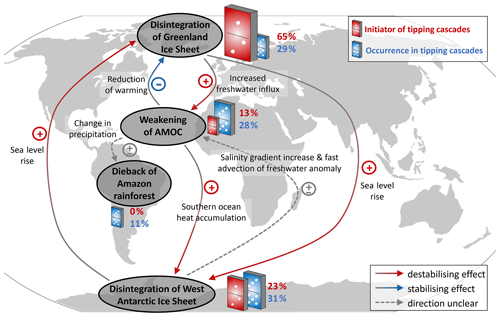 Disintegration
of Greenland
Ice Sheet
65%
29%
Initiator of tipping cascades
Occurrence in tipping cascades
Reduction
of warming
−
+
Increased
freshwater influx
Change in
precipitation
±
Weakening
of AMOC
13%
28%
Salinity gradient increase & fast
advection of freshwater anomaly
±
+
Sea level
rise
+
Sea level
rise
Dieback of
Amazon
rainforest
0%
11%
+
Southern ocean
heat accumulation
Disintegration of West
Antarctic Ice Sheet
23%
31%
destabilising effect
stabilising effect
direction unclear